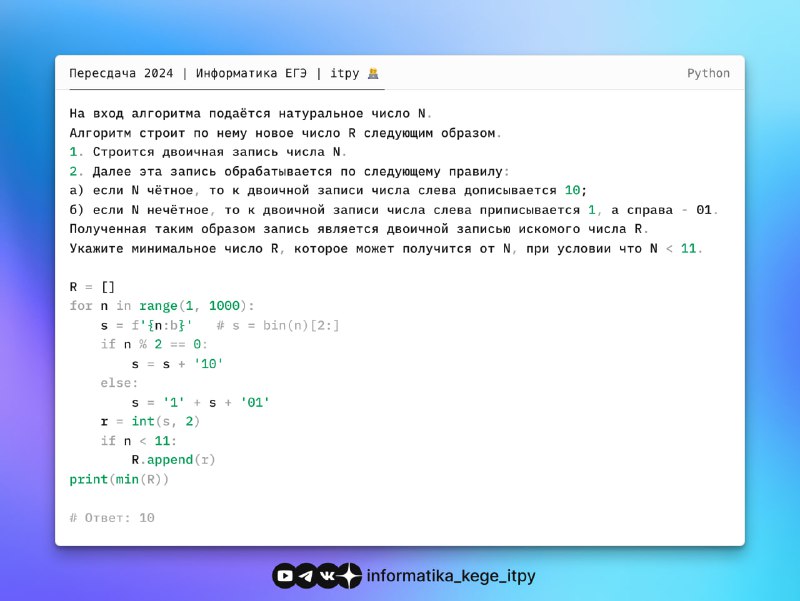 Пересдача 2024 | Информатика ЕГЭ | itpy 👨‍💻
Python
На вход алгоритма подаётся натуральное число N.
Алгоритм строит по нему новое число R следующим образом.
1. Строится двоичная запись числа N.
2. Далее эта запись обрабатывается по следующему правилу:
а) если N чётное, то к двоичной записи числа слева дописывается 10;
б) если N нечётное, то к двоичной записи числа слева приписывается 1, а справа - 01.
Полученная таким образом запись является двоичной записью искомого числа R.
Укажите минимальное число R, которое может получится от N, при условии что N < 11.
R = []
for n in range(1, 1000):
    s = f'{n:b}'   # s = bin(n)[2:]
    if n % 2 == 0:
        s = s + '10'
    else:
        s = '1' + s + '01'
    r = int(s, 2)
    if n < 11:
        R.append(r)
print(min(R))
# Ответ: 10
informatika_kege_itpy